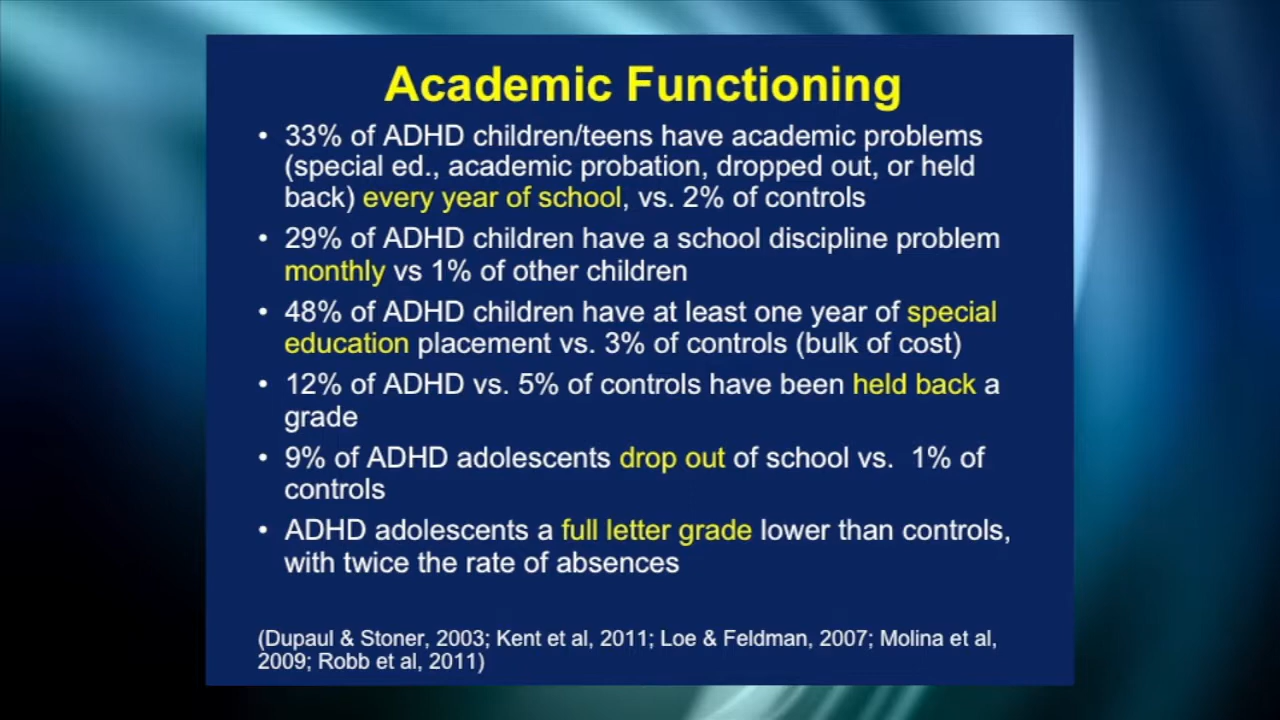 Academic Functioning
• 33% of ADHD children/teens have academic problems
(special ed., academic probation, dropped out, or held
back) every year of school, vs. 2% of controls
• 29% of ADHD children have a school discipline problem
monthly vs 1% of other children
• 48% of ADHD children have at least one year of special
education placement vs. 3% of controls (bulk of cost)
• 12% of ADHD vs. 5% of controls have been held back a
grade
• 9% of ADHD adolescents drop out of school vs.  1% of
controls
• ADHD adolescents a full letter grade lower than controls,
with twice the rate of absences
(Dupaul & Stoner, 2003; Kent et al, 2011; Loe & Feldman, 2007; Molina et al,
2009; Robb et al, 2011)